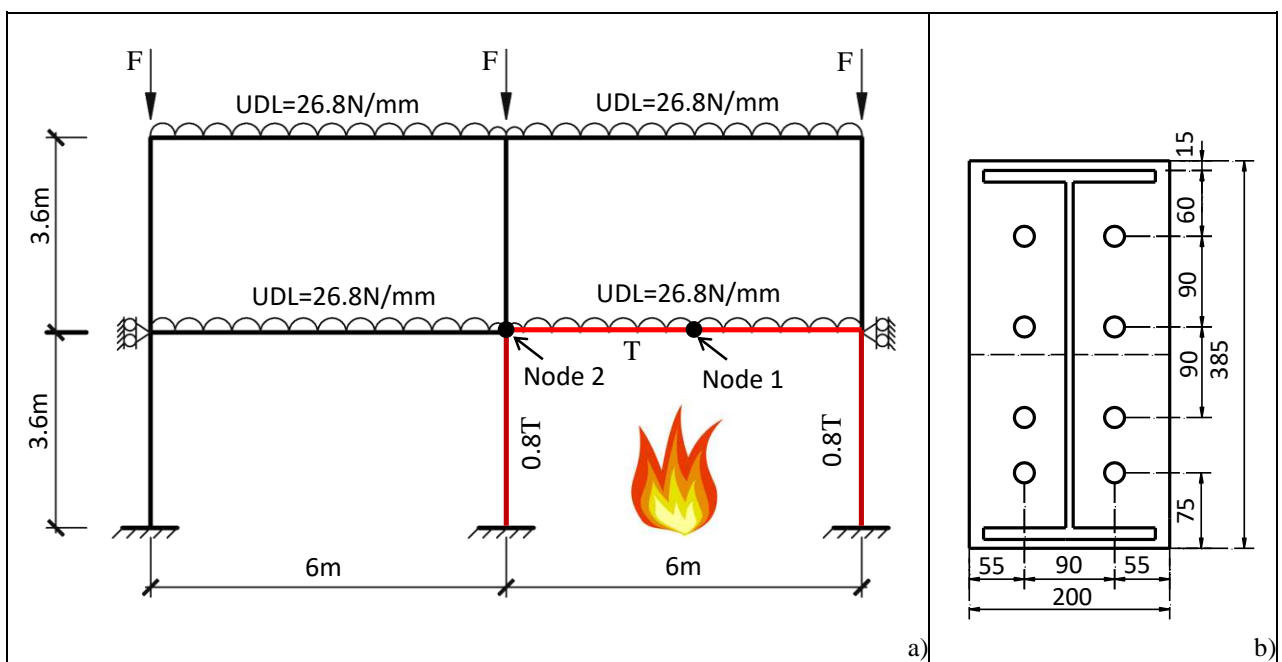 F F F
UDL=26.8N/mm UDL=26.8N/mm
3.6m
UDL=26.8N/mm UDL=26.8N/mm
T
Node 2 Node 1
3.6m
0.8T 0.8T
6m 6m
a)
15
60
90
90
385
75
55 90 55
200
b)